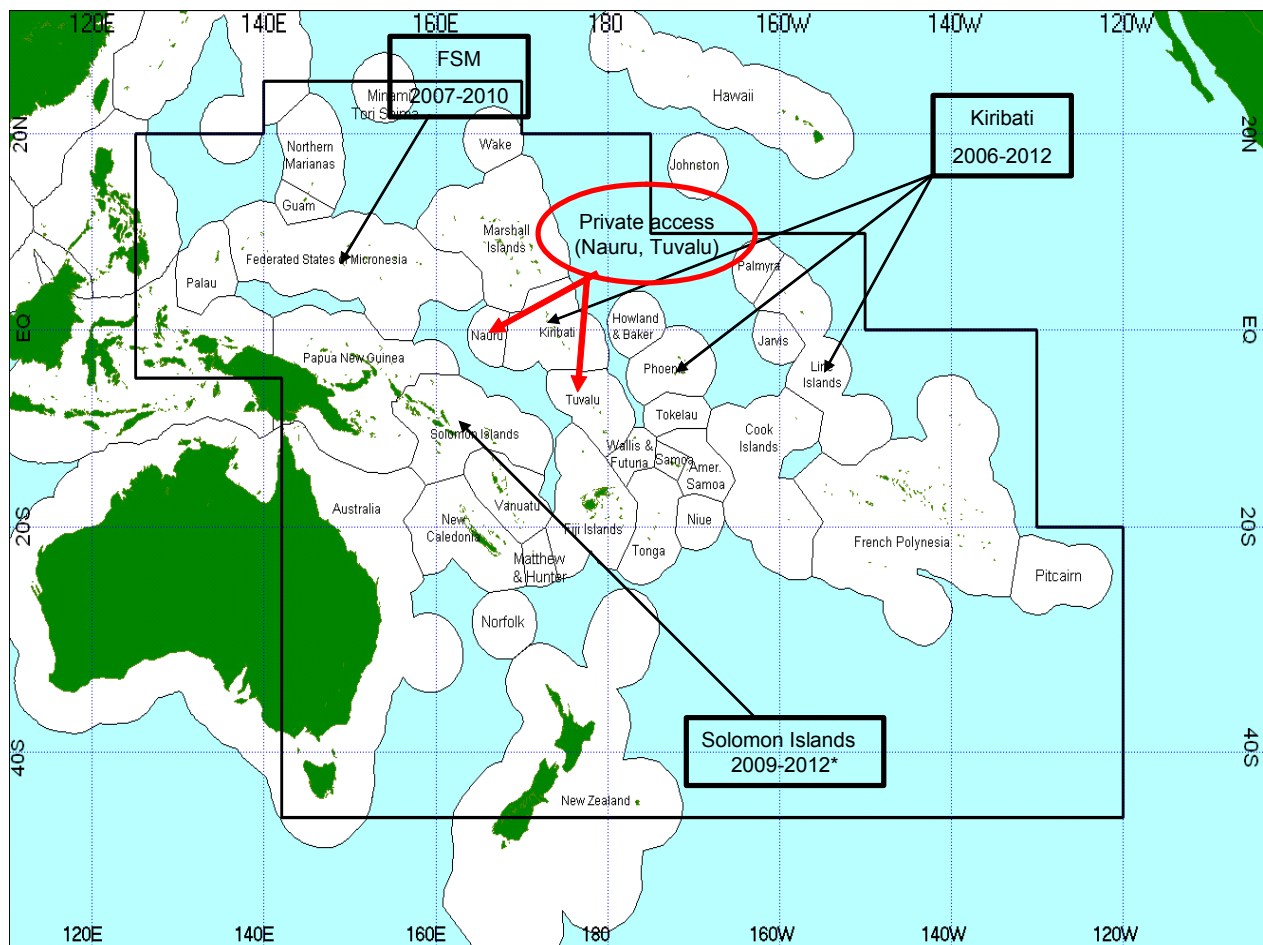 120E 140E 160E 180 160W 140W 120W
FSM
2007-2010
Kiribati
2006-2012
Minami
Tori Shima
Hawaii
20N
20N
Northern
Marianas
Wake
Johnston
Guam
Private access
(Nauru, Tuvalu)
Marshall
Islands
Federated States of Micronesia
Palau
Palmyra
EQ
EQ
Nauru
Kiribati
Howland
& Baker
Jarvis
Papua New Guinea
Phoenix
Line
Islands
Tuvalu
Tokelau
Solomon Islands
Cook
Islands
Wallis &
Futuna
Samoa
Amer.
Samoa
Australia
Vanuatu
New
Caledonia
Fiji Islands
Niue
20S
20S
French Polynesia
Tonga
Matthew
& Hunter
Pitcairn
Norfolk
Solomon Islands
2009-2012*
40S
40S
New Zealand
120E 140E 160E 180 160W 140W 120W